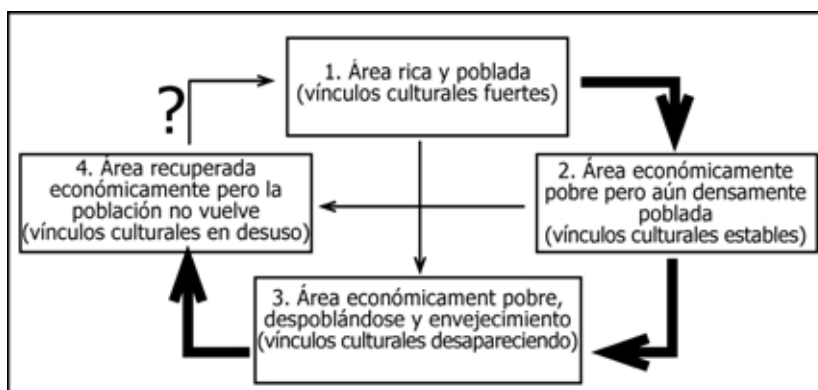 1. Área rica y poblada
(vínculos culturales fuertes)
?
4. Área recuperada
económicamente pero la
población no vuelve
(vínculos culturales en desuso)
2. Área económicamente
pobre pero aún densamente
poblada
(vínculos culturales estables)
3. Área económicament pobre,
despoblándose y envejecimiento
(vínculos culturales desapareciendo)